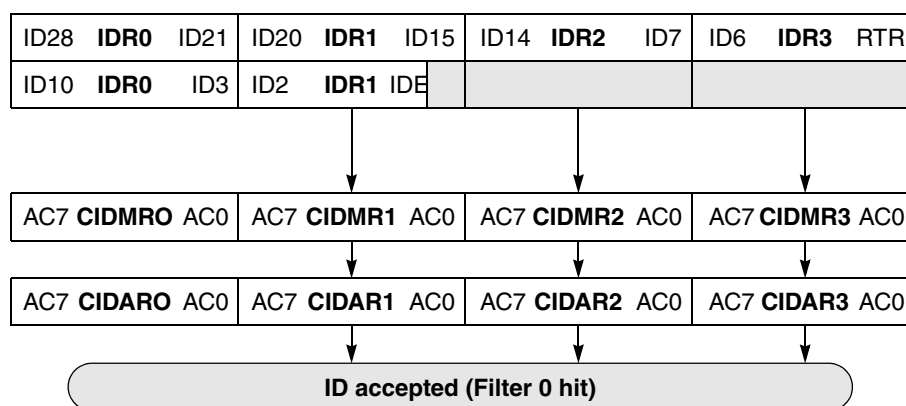 ID28 IDR0 ID21 ID20 IDR1 ID15 ID14 IDR2 ID7 ID6 IDR3 RTR
ID10 IDR0 ID3 ID2 IDR1 IDE
AC7 CIDMRO AC0 AC7 CIDMR1 AC0 AC7 CIDMR2 AC0 AC7 CIDMR3 AC0
AC7 CIDARO AC0 AC7 CIDAR1 AC0 AC7 CIDAR2 AC0 AC7 CIDAR3 AC0
ID accepted (Filter 0 hit)